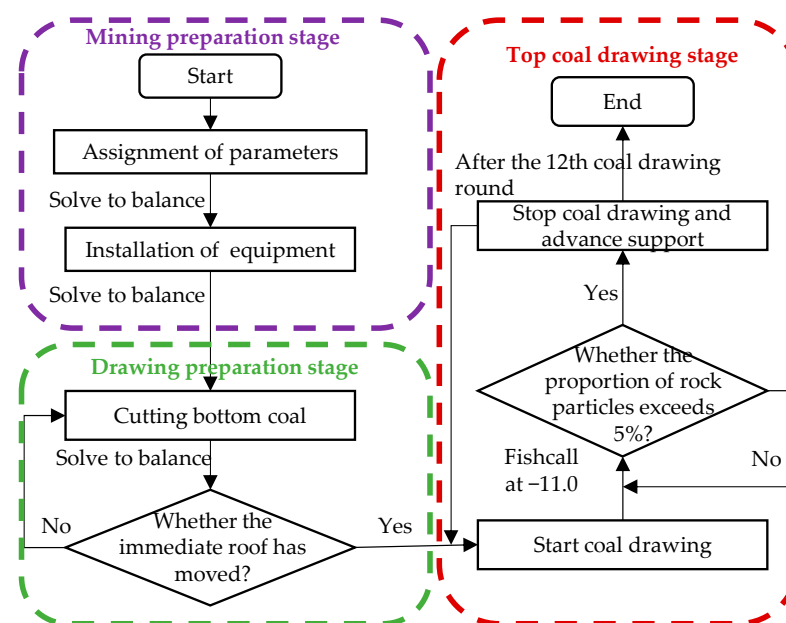 Mining preparation stage
Start
Assignment of parameters
Solve to balance
Installation of equipment
Solve to balance
Drawing preparation stage
Cutting bottom coal
Solve to balance
No
Whether the
immediate roof has
moved?
Yes
Top coal drawing stage
End
After the 12th coal drawing
round
Stop coal drawing and
advance support
Yes
Whether the
proportion of rock
particles exceeds
5%?
Fishcall
at −11.0
No
Start coal drawing